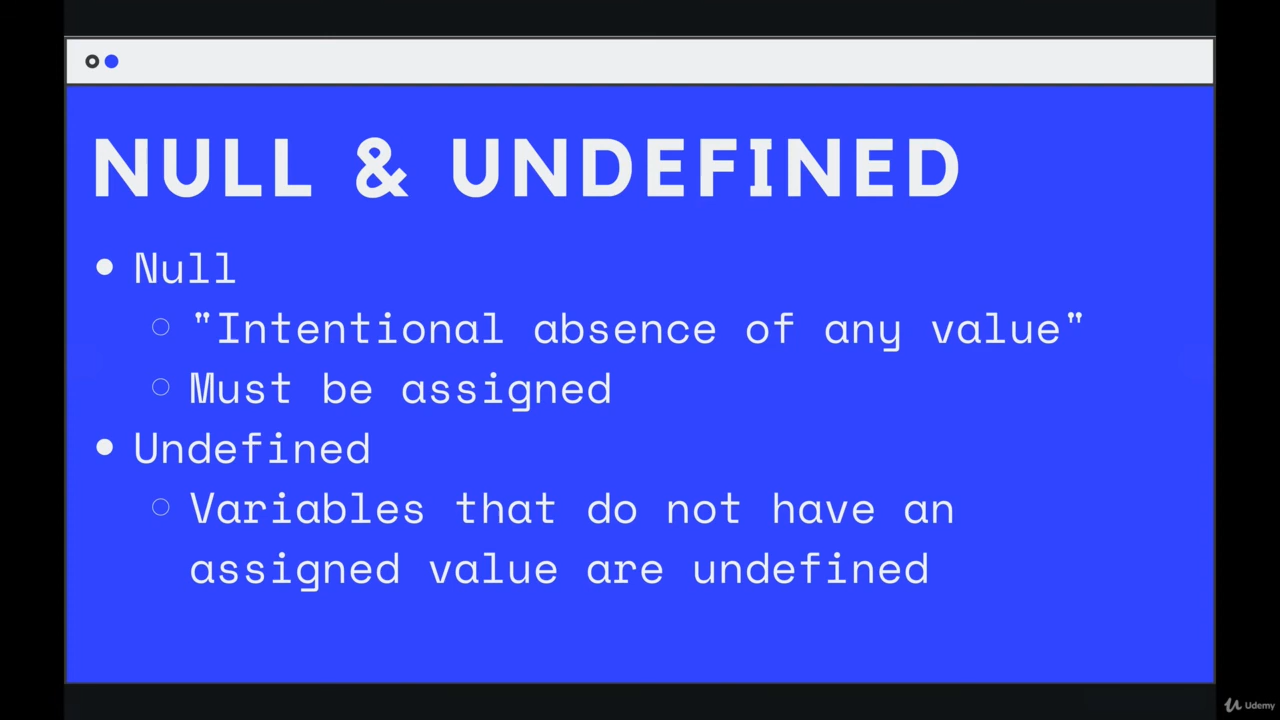 NULL & UNDEFINED
• Null
○ "Intentional absence of any value"
○ Must be assigned
• Undefined
○ Variables that do not have an
assigned value are undefined
Udemy